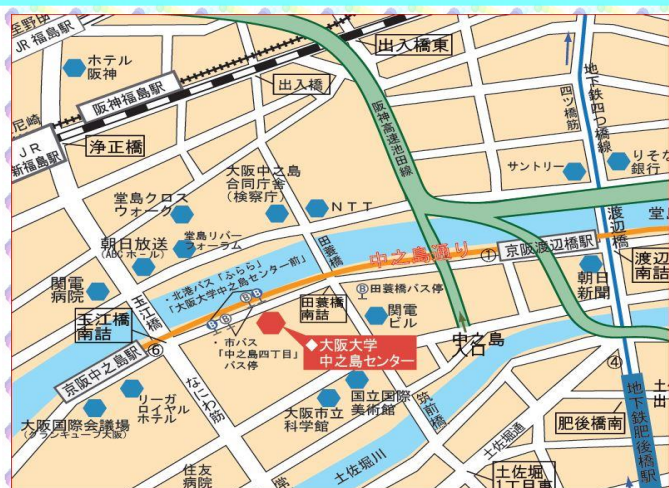 至野田
JR福島駅
ホテル
阪神
出入橋東
出入橋
阪神福島駅
尼崎
JR
新福島駅
浄正橋
阪神高速池田線
四ツ橋筋
地下鉄四つ橋線
サントリー
りそな
銀行
大阪中之島
合同庁舎
(検察庁)
NTT
堂島クロス
ウォーク
堂島リバー
フォーラム
朝日放送
(ABCホール)
関電
病院
田蓑橋
中之島通り
①
京阪渡辺橋駅
渡辺橋
堂
渡辺
南詰
朝日
新聞
玉江橋
玉江橋
南詰
・北港バス「ふらら」
「大阪大学中之島センター前」
B
B
B
B
B
田蓑橋バス停
田蓑橋
南詰
関電
ビル
・市バス
「中之島四丁目」
バス停
◆大阪大学
中之島センター
中之島
入口
京阪中之島駅
⑥
なにわ筋
リーガ
ロイヤル
ホテル
大阪国際会議場
(グランキューブ大阪)
大阪市立
科学館
国立国際
美術館
筑前橋
④
地下鉄肥後橋駅
肥後橋南
土佐堀通
土佐堀川
土佐堀
1丁目東
住友
病院
常
土
出